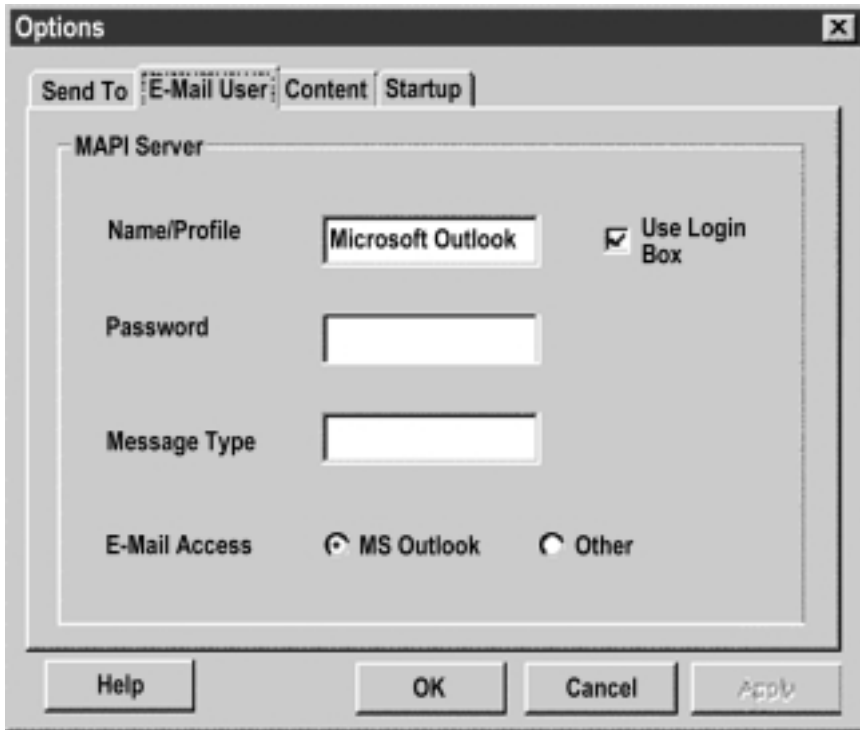 Options
Send To E-Mail User Content Startup
MAPI Server
Name/Profile Microsoft Outlook Use Login
Box
Password
Message Type
E-Mail Access MS Outlook Other
Help OK Cancel Apply